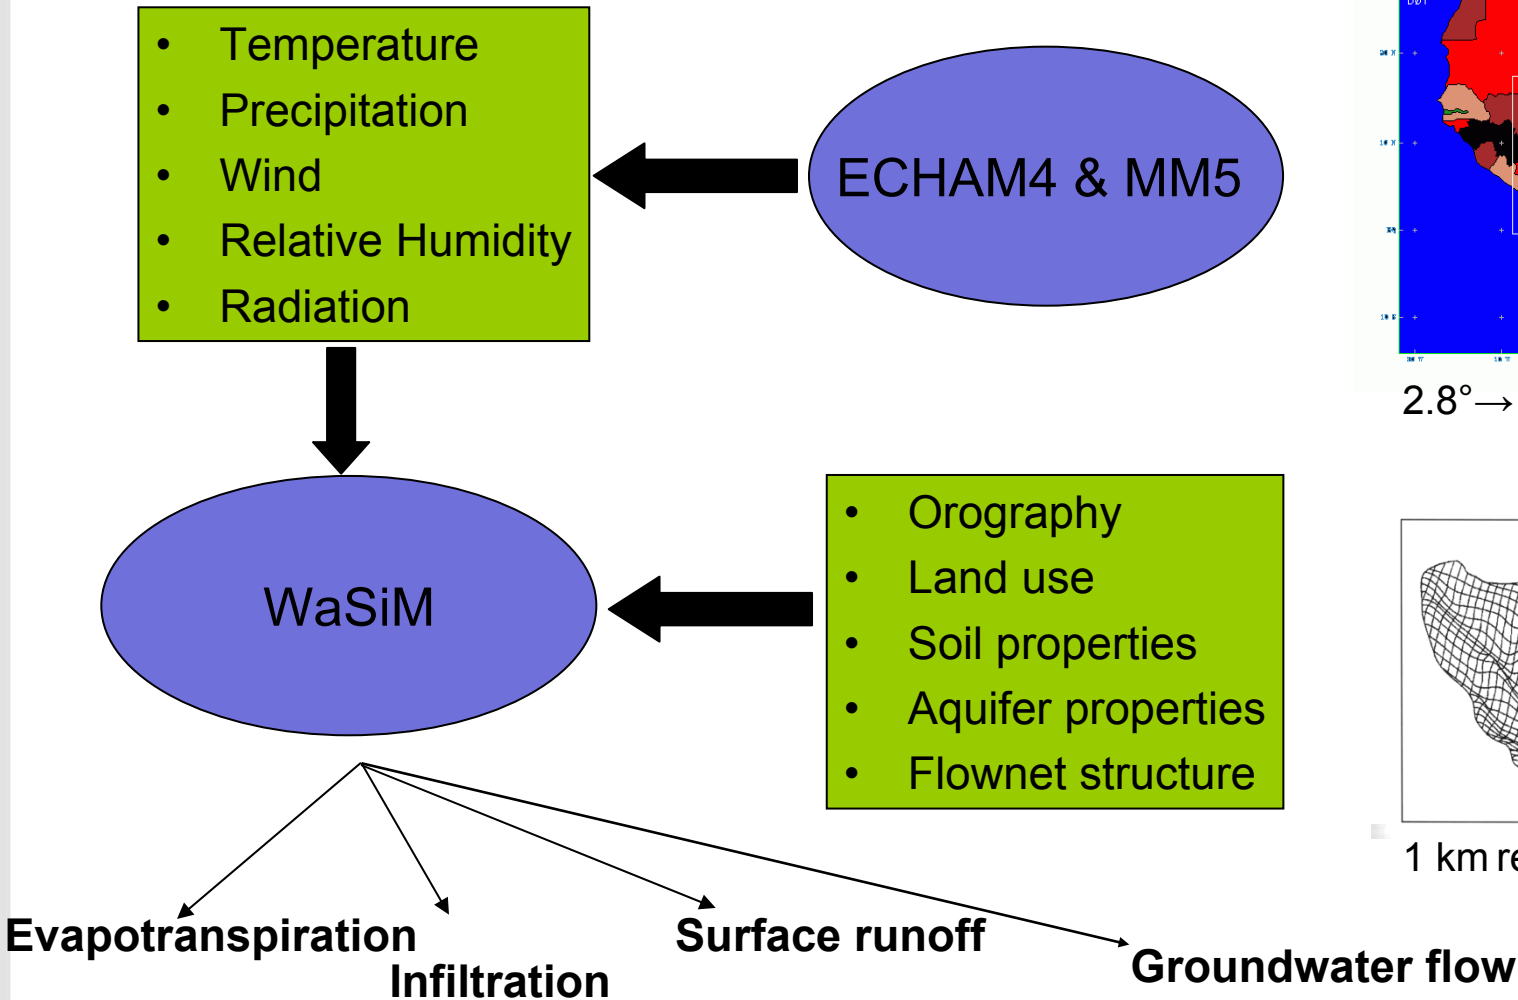 • Temperature
• Precipitation
• Wind
• Relative Humidity
• Radiation
ECHAM4 & MM5
2.8°→
WaSiM
• Orography
• Land use
• Soil properties
• Aquifer properties
• Flownet structure
1 km re
Evapotranspiration
Infiltration
Surface runoff
Groundwater flow